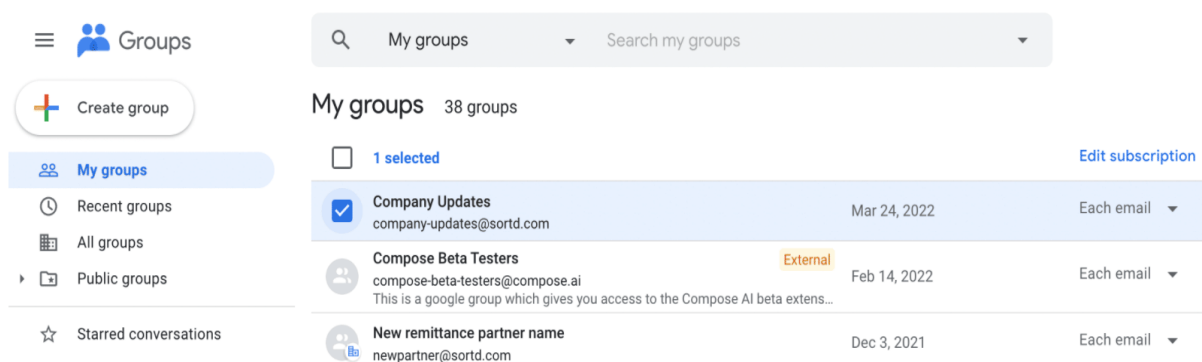 Groups
My groups
Search my groups
Create group
My groups 38 groups
My groups
Recent groups
All groups
Public groups
Starred conversations
1 selected
Edit subscription
Company Updates
company-updates@sortd.com
Mar 24, 2022
Each email
Compose Beta Testers
External
compose-beta-testers@compose.ai
This is a google group which gives you access to the Compose AI beta extens...
Feb 14, 2022
Each email
New remittance partner name
newpartner@sortd.com
Dec 3, 2021
Each email